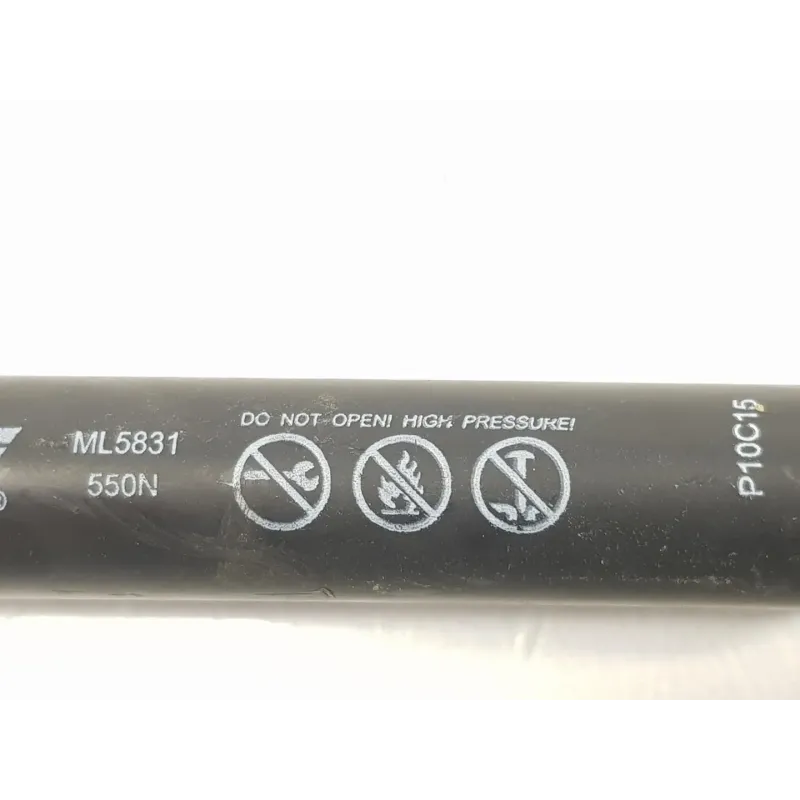 ML5831
550N
®
DO NOT OPEN! HIGH PRESSURE!
P10C15